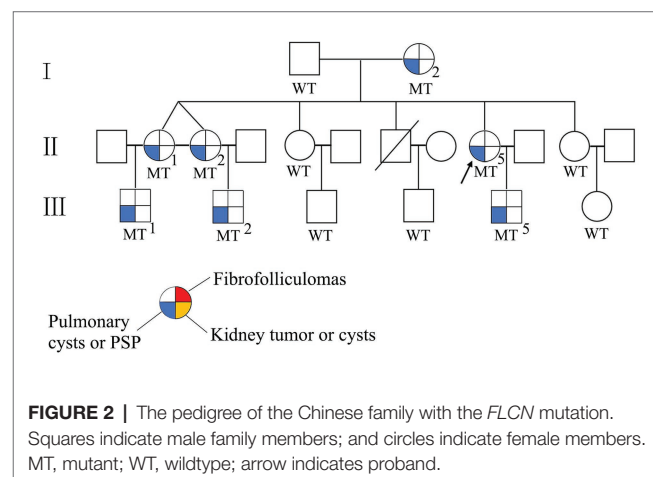 I
WT
2
MT
II
MT 1
MT 2
WT
MT 5
WT
III
MT 1
MT 2
WT
WT
MT 5
WT
Fibrofolliculomas
Pulmonary
cysts or PSP
Kidney tumor or cysts
FIGURE 2 | The pedigree of the Chinese family with the FLCN mutation.
Squares indicate male family members; and circles indicate female members.
MT, mutant; WT, wildtype; arrow indicates proband.